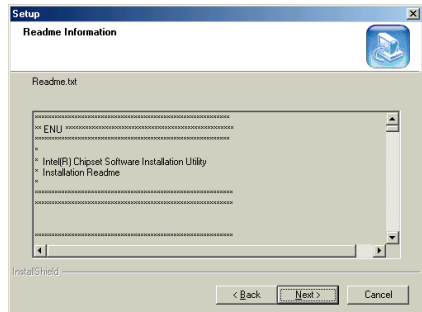 Setup
Readme Information
Readme.txt
** ENU **********************************************************
*
* Intel(R) Chipset Software Installation Utility
* Installation Readme
*
InstallShield
< Back
Next >
Cancel